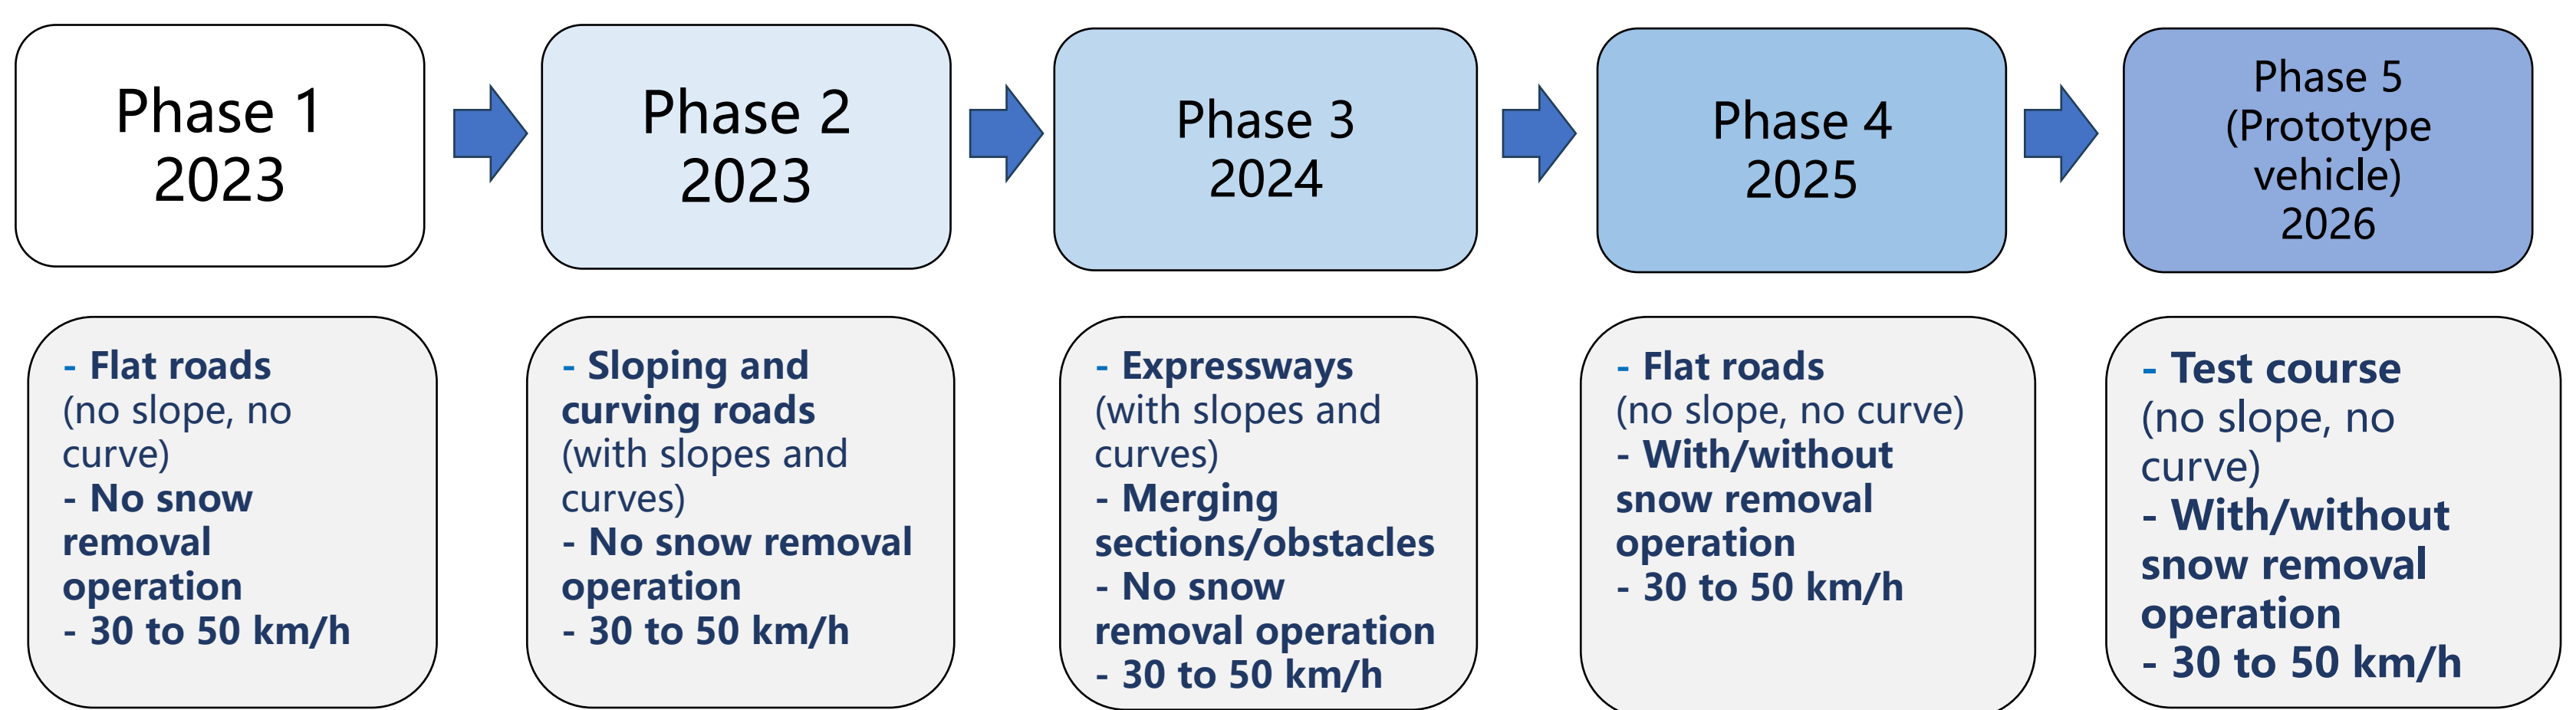 Phase 1
2023
Phase 2
2023
Phase 3
2024
Phase 4
2025
Phase 5
(Prototype
vehicle)
2026
- Flat roads
(no slope, no
curve)
- No snow
removal
operation
- 30 to 50 km/h
- Sloping and
curving roads
(with slopes and
curves)
- No snow removal
operation
- 30 to 50 km/h
- Expressways
(with slopes and
curves)
- Merging
sections/obstacles
- No snow
removal operation
- 30 to 50 km/h
- Flat roads
(no slope, no curve)
- With/without
snow removal
operation
- 30 to 50 km/h
- Test course
(no slope, no
curve)
- With/without
snow removal
operation
- 30 to 50 km/h